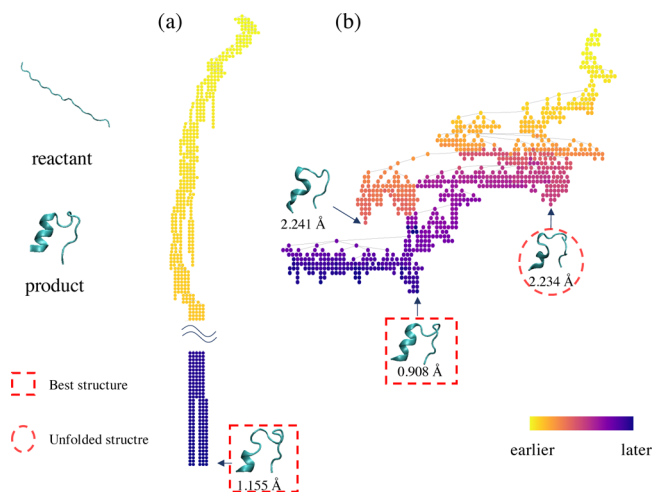 (a)
(b)
reactant
product
2.241 Å
2.234 Å
0.908 Å
1.155 Å
Best structure
Unfolded structre
earlier
later